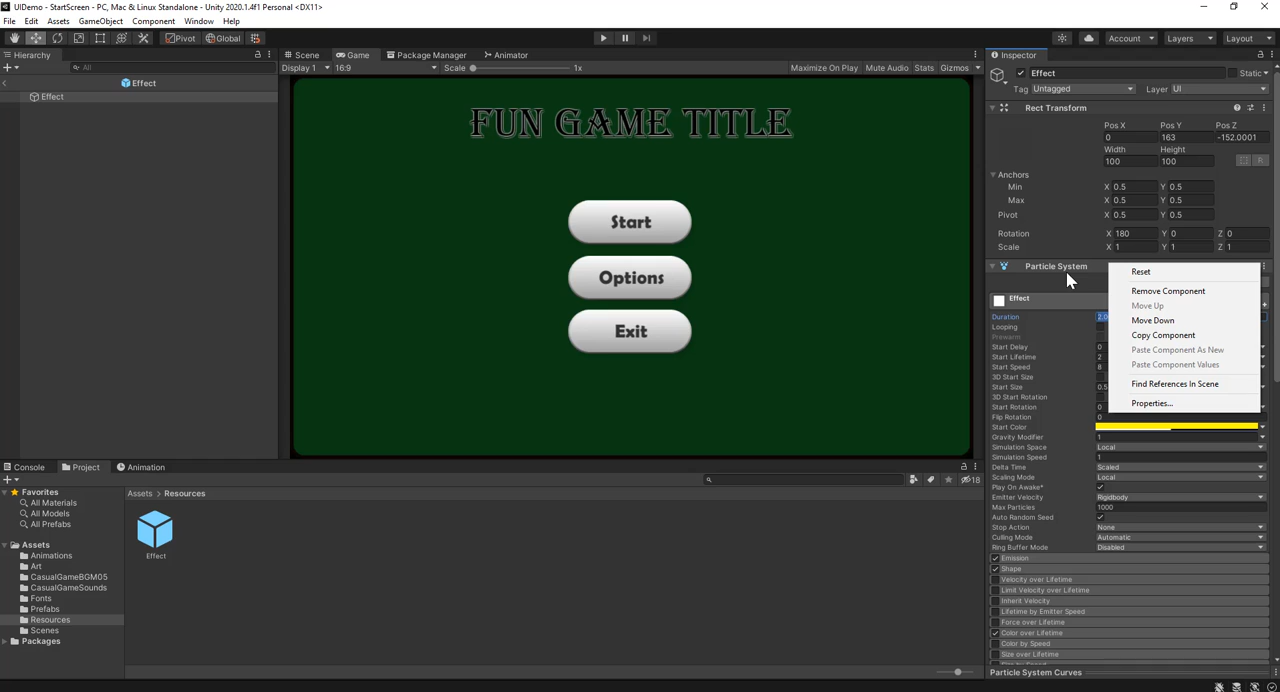 UIDemo - StartScreen - PC, Mac & Linux Standalone - Unity 2020.1.4f1 Personal <DX11>
File Edit Assets GameObject Component Window Help
Pivot Global Account Layers Layout
Hierarchy
All
Effect
Effect
Scene Game Package Manager Animator
Display 1 16:9 Scale 1x Maximize On Play Mute Audio Stats Gizmos
FUN GAME TITLE
Start
Options
Exit
Inspector
Effect Static
Tag Untagged Layer UI
Rect Transform
Pos X Pos Y Pos Z
0 163 -152.0001
Width Height
100 100 R
Anchors
Min X 0.5 Y 0.5
Max X 0.5 Y 0.5
Pivot X 0.5 Y 0.5
Rotation X 180 Y 0 Z 0
Scale X 1 Y 1 Z 1
Particle System
Reset
Remove Component
Move Up
Move Down
Copy Component
Paste Component As New
Paste Component Values
Find References In Scene
Properties...
Effect
Duration
Looping
Prewarm
Start Delay 0
Start Lifetime 2
Start Speed 8
3D Start Size
Start Size 0.5
3D Start Rotation
Start Rotation 0
Flip Rotation 0
Start Color
Gravity Modifier 1
Simulation Space Local
Simulation Speed 1
Delta Time Scaled
Scaling Mode Local
Play On Awake*
Emitter Velocity Rigidbody
Max Particles 1000
Auto Random Seed
Stop Action None
Culling Mode Automatic
Ring Buffer Mode Disabled
Emission
Shape
Velocity over Lifetime
Limit Velocity over Lifetime
Inherit Velocity
Lifetime by Emitter Speed
Force over Lifetime
Color over Lifetime
Color by Speed
Size over Lifetime
Particle System Curves
Console Project Animation
18
Favorites
All Materials
All Models
All Prefabs
Assets
Animations
Art
CasualGameBGM05
CasualGameSounds
Fonts
Prefabs
Resources
Scenes
Packages
Assets > Resources
Effect